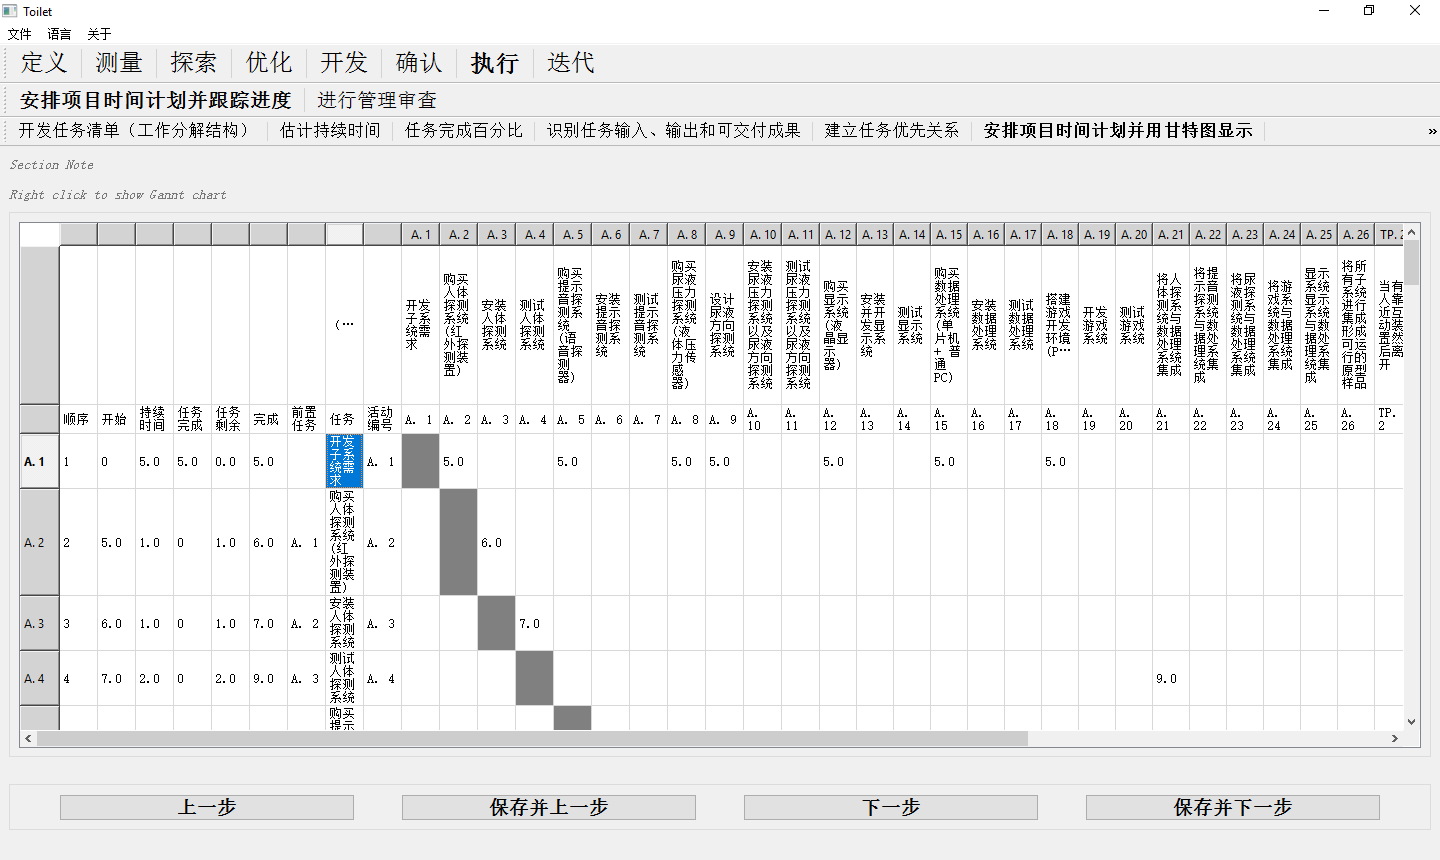 Toilet
文件 语言 关于
定义 测量 探索 优化 开发 确认 执行 迭代
安排项目时间计划并跟踪进度 进行管理审查
开发任务清单（工作分解结构） 估计持续时间 任务完成百分比 识别任务输入、输出和可交付成果 建立任务优先关系 安排项目时间计划并用甘特图显示 »
Section Note
Right click to show Gannt chart
A. 1 A. 2 A. 3 A. 4 A. 5 A. 6 A. 7 A. 8 A. 9 A. 10 A. 11 A. 12 A. 13 A. 14 A. 15 A. 16 A. 17 A. 18 A. 19 A. 20 A. 21 A. 22 A. 23 A. 24 A. 25 A. 26 TP. 2
(…
开发
子系
统需
求
购买
人体
探测
系统
(红
外探
测装
置)
安装
人体
探测
系统
测试
人体
探测
系统
购买
提示
音探
测系
统
(语
音探
测器)
安装
提示
音探
测系
统
测试
提示
音探
测系
统
购买
尿液
压力
探测
系统
(液
体压
力传
感器)
设计
尿液
方向
探测
系统
安装
尿液
压力
探测
系统
以及
尿液
方向
探测
系统
测试
尿液
压力
探测
系统
以及
尿液
方向
探测
系统
购买
显示
系统
(液
晶显
示器)
安装
并开
发显
示系
统
测试
显示
系统
购买
数据
处理
系统
(单
片机
+ 普
通
PC)
安装
数据
处理
系统
测试
数据
处理
系统
搭建
游戏
开发
环境
(P…
开发
游戏
系统
测试
游戏
系统
将人
体探
测系
统与
数据
处理
系统
集成
将提
示音
探测
系统
与数
据处
理系
统集
成
将尿
液探
测系
统与
数据
处理
系统
集成
将游
戏系
统与
数据
处理
系统
集成
显示
系统
显示
系统
与数
据处
理系
统集
成
将所
有子
系统
进行
集成
形成
可运
行的
原型
样品
当有
人靠
近互
动装
置然
后离
开
顺序 开始 持续时间 任务完成 任务剩余 完成 前置任务 任务 活动编号 A. 1 A. 2 A. 3 A. 4 A. 5 A. 6 A. 7 A. 8 A. 9 A. 10 A. 11 A. 12 A. 13 A. 14 A. 15 A. 16 A. 17 A. 18 A. 19 A. 20 A. 21 A. 22 A. 23 A. 24 A. 25 A. 26 TP. 2
A. 1 1 0 5.0 5.0 0.0 5.0 开发子系统需求 A. 1 5.0 5.0 5.0 5.0 5.0 5.0 5.0
A. 2 2 5.0 1.0 0 1.0 6.0 A. 1 购买人体探测系统(红外探测装置) A. 2 6.0
A. 3 3 6.0 1.0 0 1.0 7.0 A. 2 安装人体探测系统 A. 3 7.0
A. 4 4 7.0 2.0 0 2.0 9.0 A. 3 测试人体探测系统 A. 4 9.0
购买
提示
上一步 保存并上一步 下一步 保存并下一步